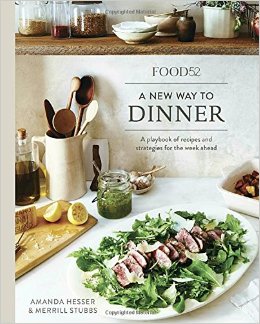 FOOD52
A NEW WAY TO
DINNER
A playbook of recipes and
strategies for the week ahead
AMANDA HESSER
& MERRILL STUBBS